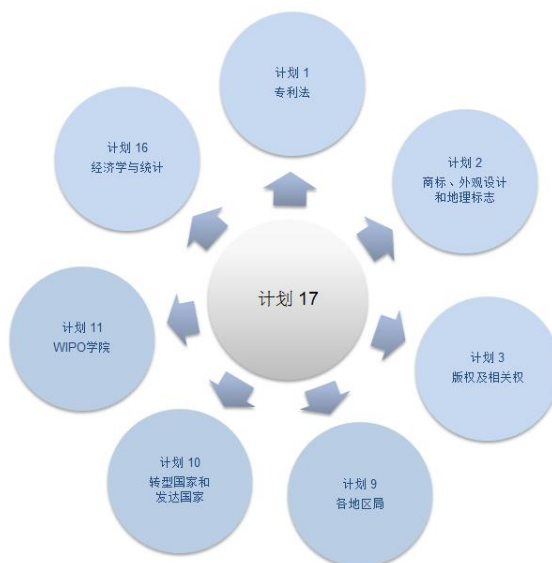 计划 1
专利法
计划 2
商标、外观设计
和地理标志
计划 3
版权及相关权
计划 9
各地区局
计划 10
转型国家和
发达国家
计划 11
WIPO学院
计划 16
经济学与统计
计划 17